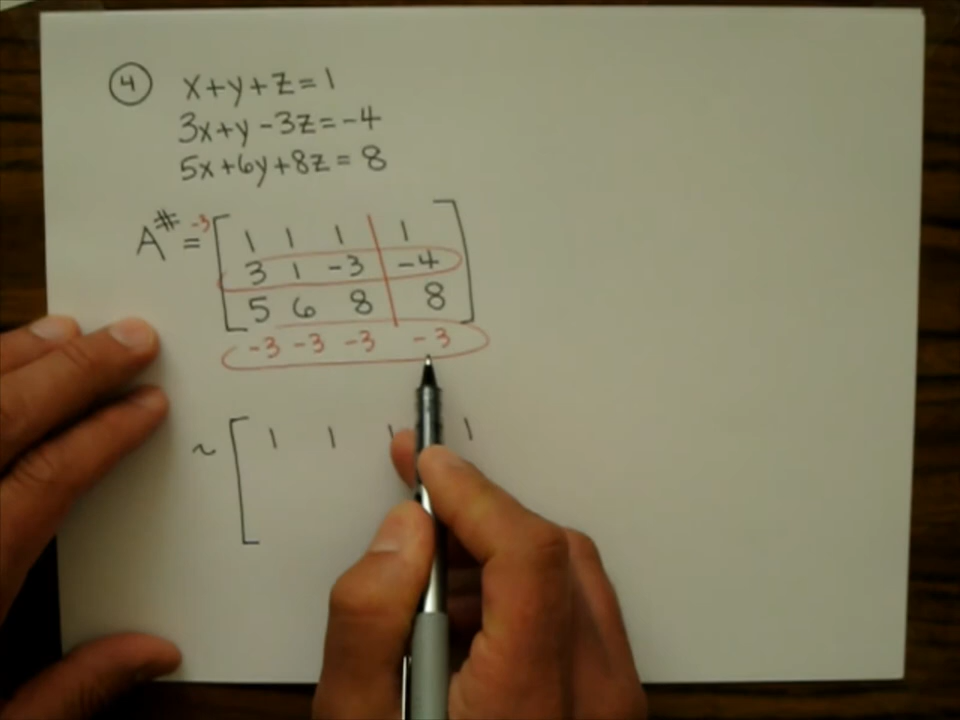 4 x+y+z=1
3x+y-3z=-4
5x+6y+8z=8
A# = -3 [ 1 1 1 | 1
3 1 -3 | -4
5 6 8 | 8 ]
-3 -3 -3 -3
~ [ 1 1 1 1